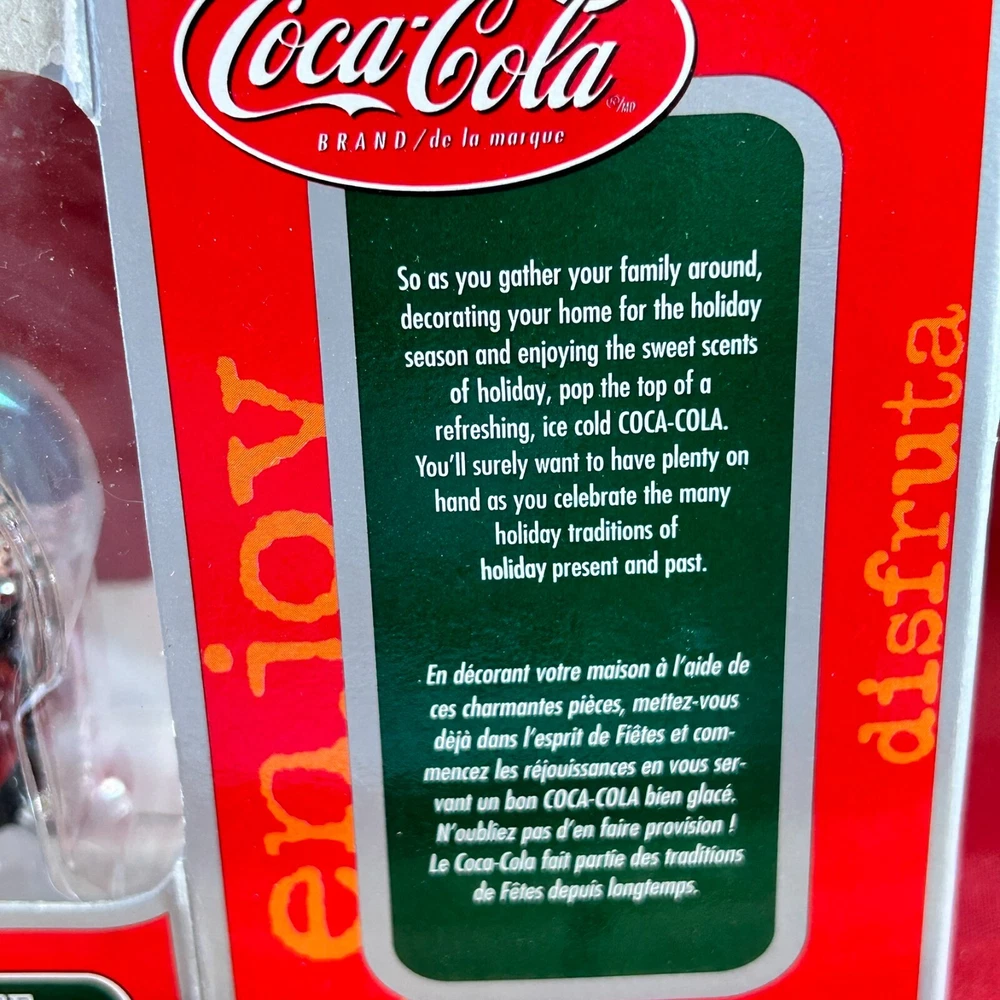 Coca-Cola
®/MD
BRAND/de la marque
So as you gather your family around,
decorating your home for the holiday
season and enjoying the sweet scents
of holiday, pop the top of a
refreshing, ice cold COCA-COLA.
You'll surely want to have plenty on
hand as you celebrate the many
holiday traditions of
holiday present and past.
En décorant votre maison à l'aide de
ces charmantes pièces, mettez-vous
dèjà dans l'esprit de Fiêtes et com-
mencez les réjouissances en vous ser-
vant un bon COCA-COLA bien glacé.
N'oubliez pas d'en faire provision !
Le Coca-Cola fait partie des traditions
de Fêtes depuis longtemps.
enjoy
disfruta